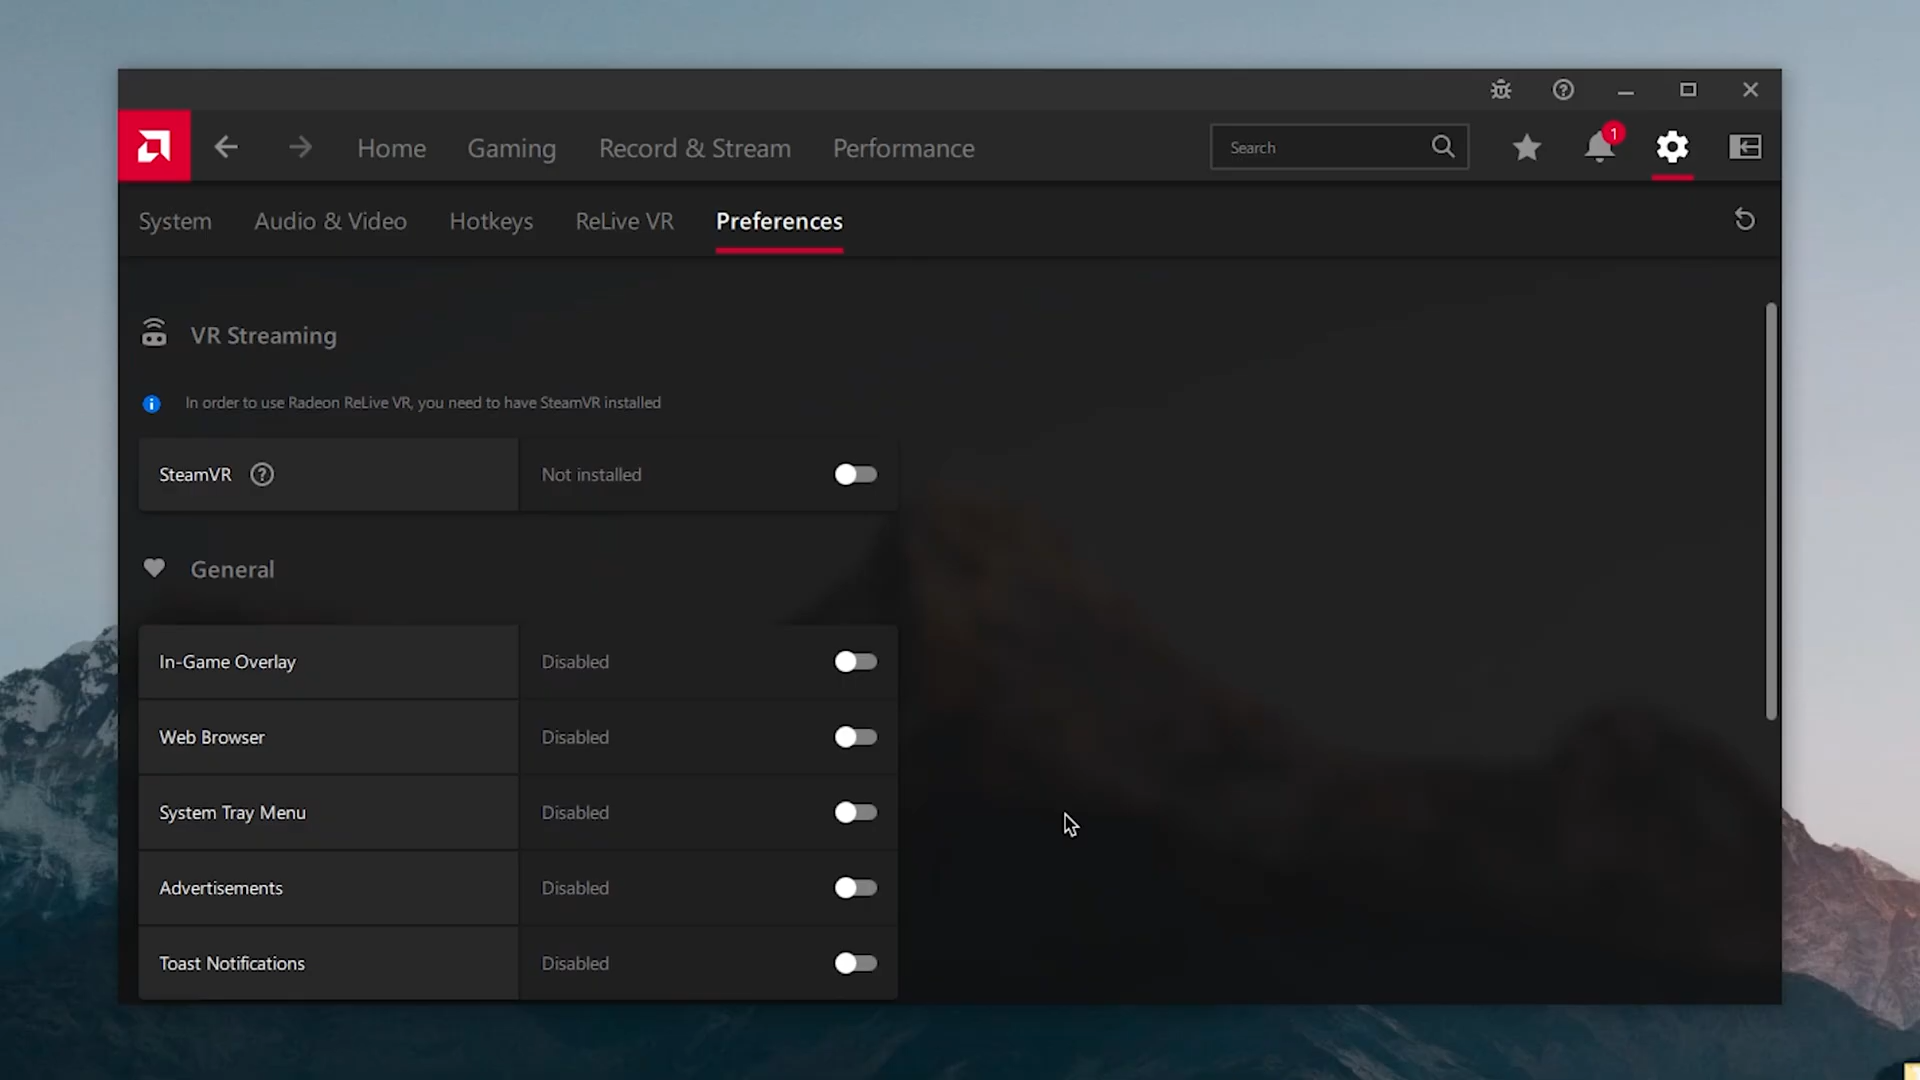 1
Home Gaming Record & Stream Performance Search
System Audio & Video Hotkeys ReLive VR Preferences
VR Streaming
In order to use Radeon ReLive VR, you need to have SteamVR installed
SteamVR Not installed
General
In-Game Overlay Disabled
Web Browser Disabled
System Tray Menu Disabled
Advertisements Disabled
Toast Notifications Disabled